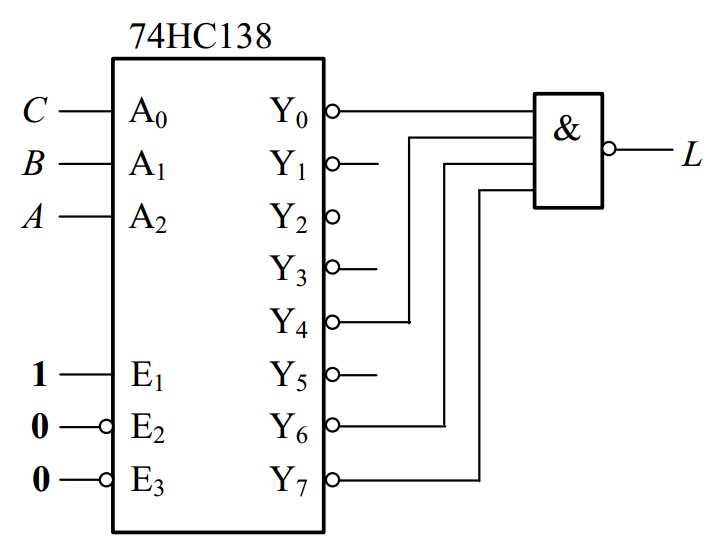 74HC138
C A₀ Y₀ &
B A₁ Y₁ L
A A₂ Y₂
Y₃
Y₄
1 E₁ Y₅
0 E₂ Y₆
0 E₃ Y₇